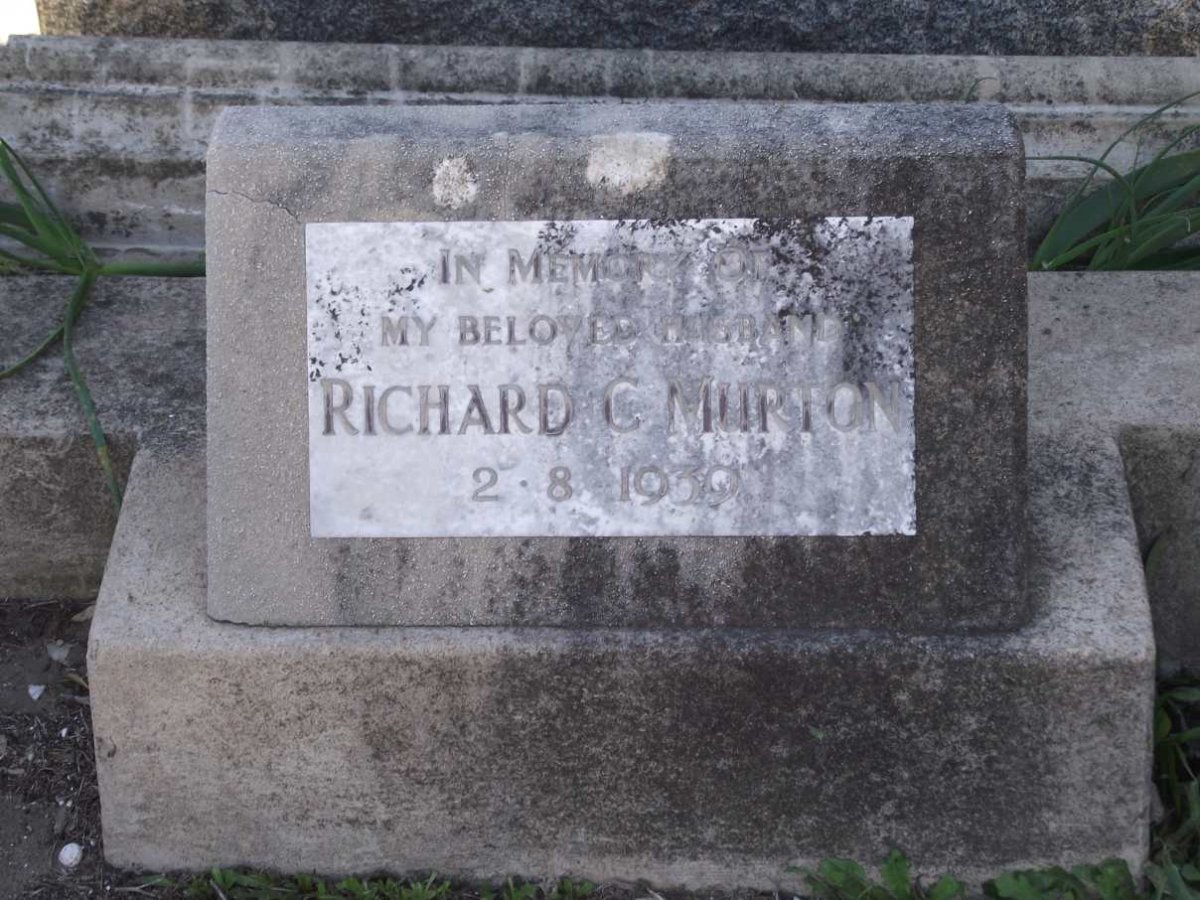 IN MEMORY OF
MY BELOVED HUSBAND
RICHARD C MURTON
2·8 1939